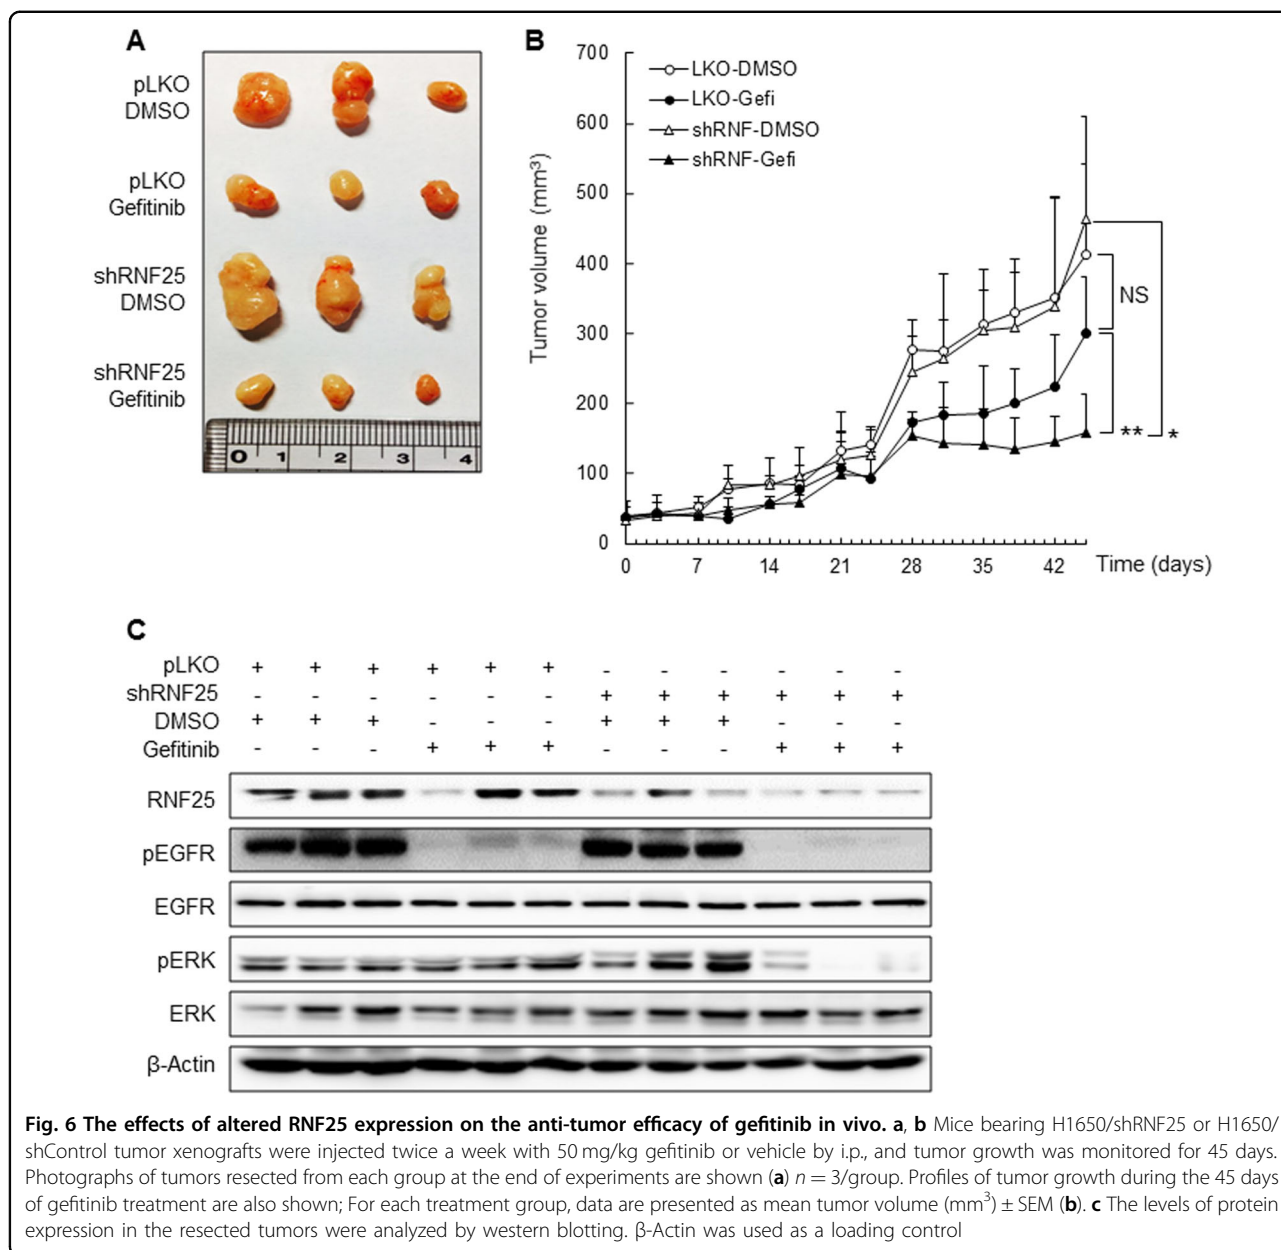 A
pLKO
DMSO
pLKO
Gefitinib
shRNF25
DMSO
shRNF25
Gefitinib
0 1 2 3 4
B
700
600
500
400
300
200
100
0
Tumor volume (mm³)
LKO-DMSO
LKO-Gefi
shRNF-DMSO
shRNF-Gefi
NS
** *
0 7 14 21 28 35 42 Time (days)
C
pLKO + + + + + + - - - - - -
shRNF25 - - - - - - + + + + + +
DMSO + + + - - - + + + - - -
Gefitinib - - - + + + - - - + + +
RNF25
pEGFR
EGFR
pERK
ERK
β-Actin
Fig. 6 The effects of altered RNF25 expression on the anti-tumor efficacy of gefitinib in vivo. a, b Mice bearing H1650/shRNF25 or H1650/
shControl tumor xenografts were injected twice a week with 50 mg/kg gefitinib or vehicle by i.p., and tumor growth was monitored for 45 days.
Photographs of tumors resected from each group at the end of experiments are shown (a) n = 3/group. Profiles of tumor growth during the 45 days
of gefitinib treatment are also shown; For each treatment group, data are presented as mean tumor volume (mm³) ± SEM (b). c The levels of protein
expression in the resected tumors were analyzed by western blotting. β-Actin was used as a loading control